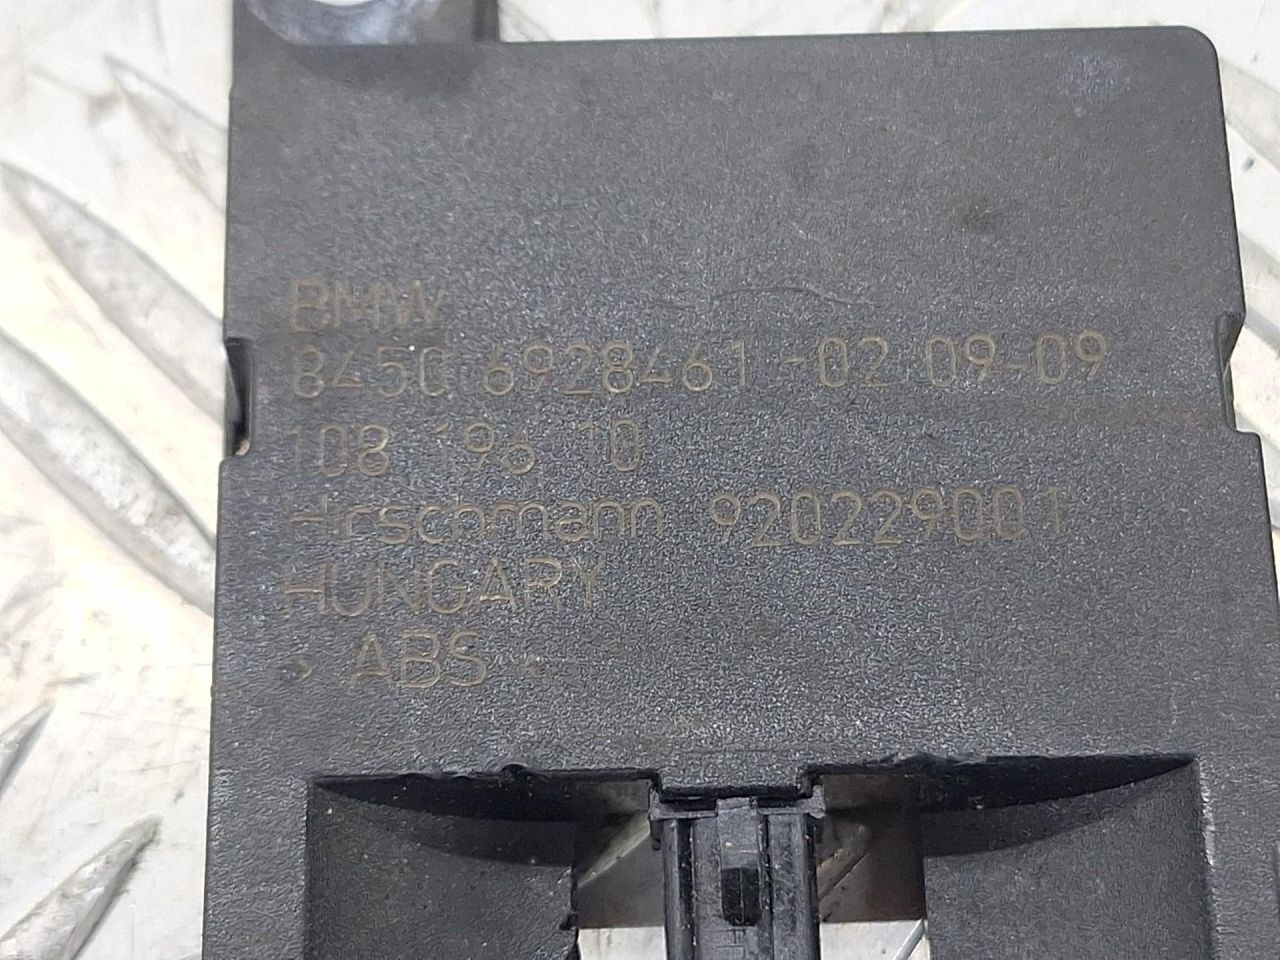 BMW
8450 6928461 -02 09-09
108 196 10
Hirschmann 920229001
HUNGARY
> ABS <